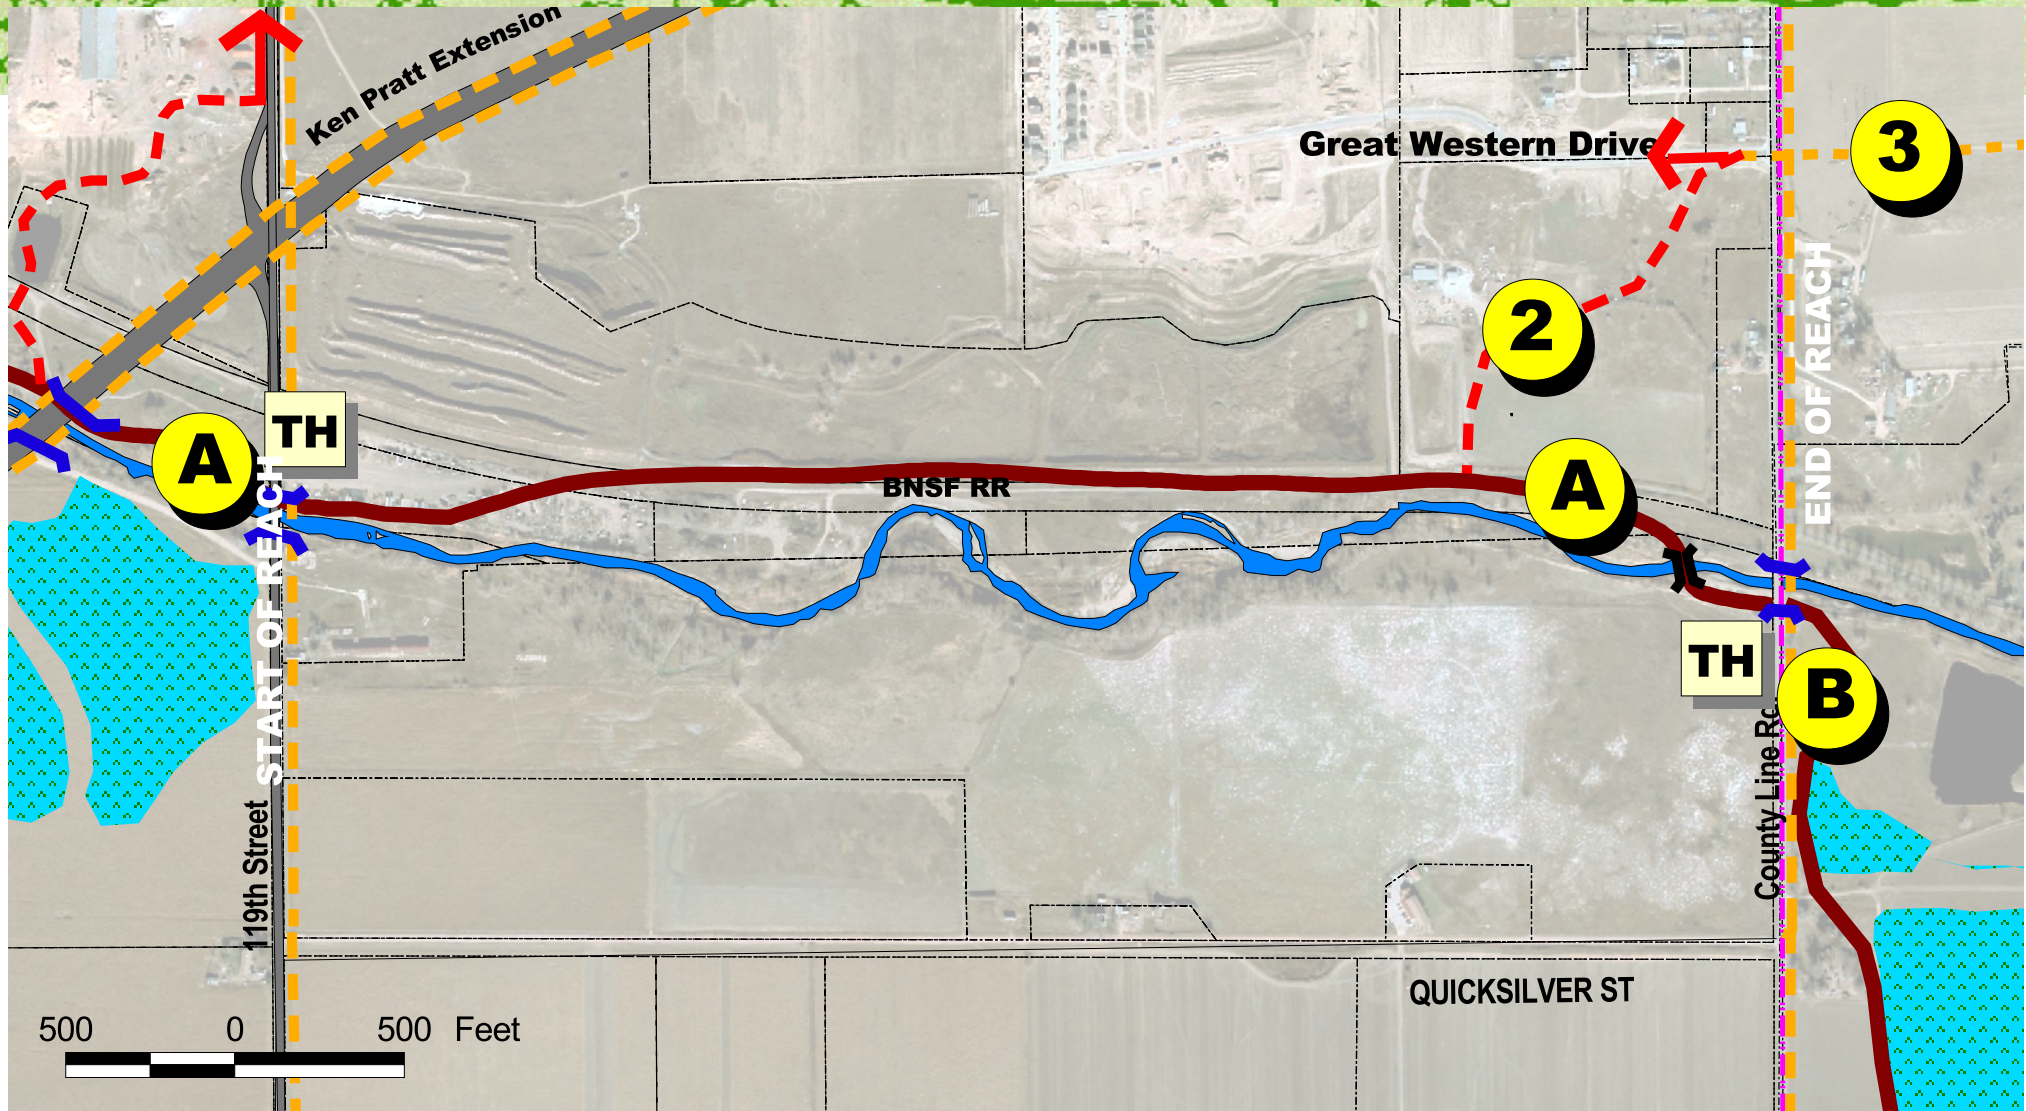 Ken Pratt Extension
Great Western Drive
3
2
END OF REACH
TH
A
START OF REACH
BNSF RR
A
TH
B
County Line Rd
119th Street
QUICKSILVER ST
500 0 500 Feet